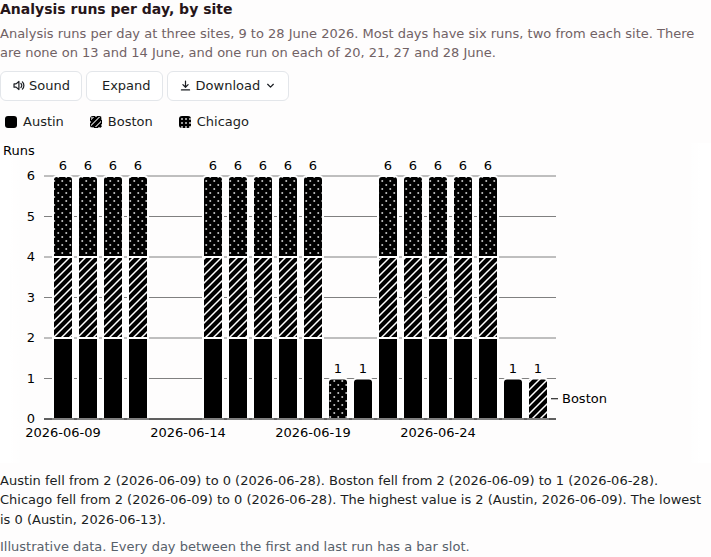 Analysis runs per day, by site
Analysis runs per day at three sites, 9 to 28 June 2026. Most days have six runs, two from each site. There
are none on 13 and 14 June, and one run on each of 20, 21, 27 and 28 June.
Sound Expand Download
Austin Boston Chicago
Runs
6 6 6 6 6 6 6 6 6 6 6 6 6 6
6
5
4
3
2
1 1 1 1 1
0
Boston
2026-06-09 2026-06-14 2026-06-19 2026-06-24
Austin fell from 2 (2026-06-09) to 0 (2026-06-28). Boston fell from 2 (2026-06-09) to 1 (2026-06-28).
Chicago fell from 2 (2026-06-09) to 0 (2026-06-28). The highest value is 2 (Austin, 2026-06-09). The lowest
is 0 (Austin, 2026-06-13).
Illustrative data. Every day between the first and last run has a bar slot.